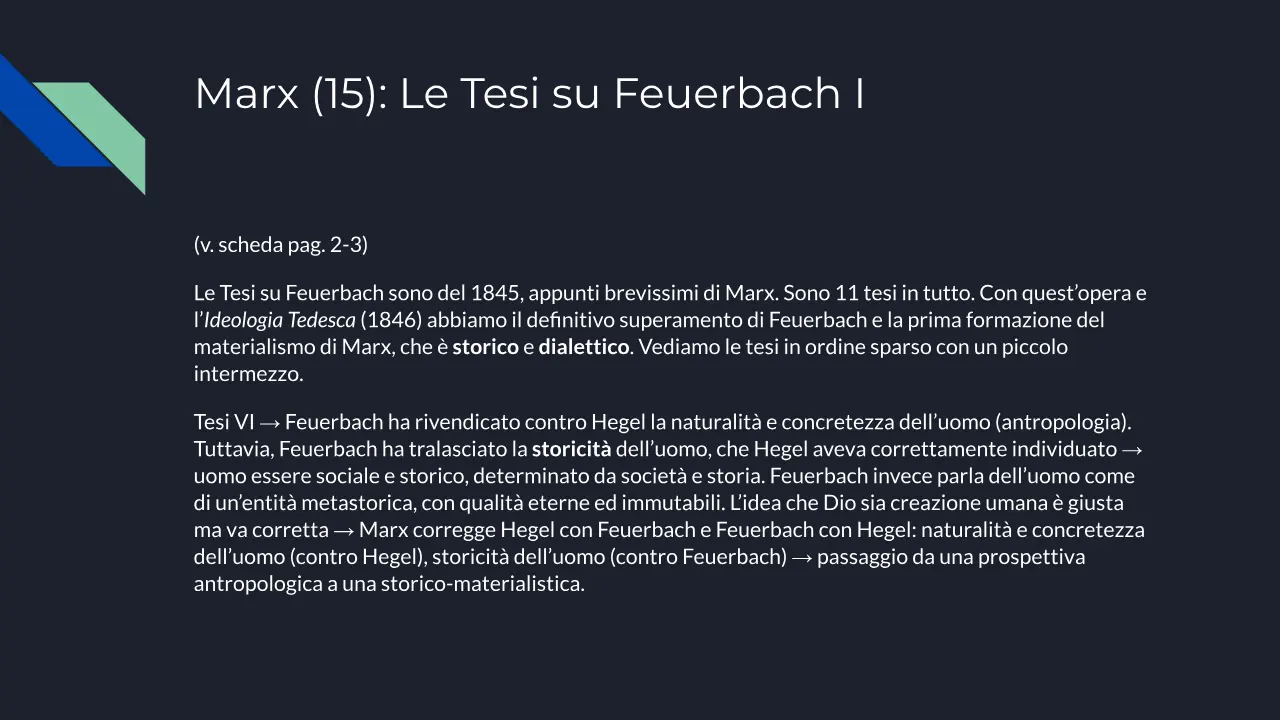 Marx (15): Le Tesi su Feuerbach I
(v. scheda pag. 2-3)
Le Tesi su Feuerbach sono del 1845, appunti brevissimi di Marx. Sono 11 tesi in tutto. Con quest’opera e
l’Ideologia Tedesca (1846) abbiamo il definitivo superamento di Feuerbach e la prima formazione del
materialismo di Marx, che è storico e dialettico. Vediamo le tesi in ordine sparso con un piccolo
intermezzo.
Tesi VI → Feuerbach ha rivendicato contro Hegel la naturalità e concretezza dell’uomo (antropologia).
Tuttavia, Feuerbach ha tralasciato la storicità dell’uomo, che Hegel aveva correttamente individuato →
uomo essere sociale e storico, determinato da società e storia. Feuerbach invece parla dell’uomo come
di un’entità metastorica, con qualità eterne ed immutabili. L’idea che Dio sia creazione umana è giusta
ma va corretta → Marx corregge Hegel con Feuerbach e Feuerbach con Hegel: naturalità e concretezza
dell’uomo (contro Hegel), storicità dell’uomo (contro Feuerbach) → passaggio da una prospettiva
antropologica a una storico-materialistica.